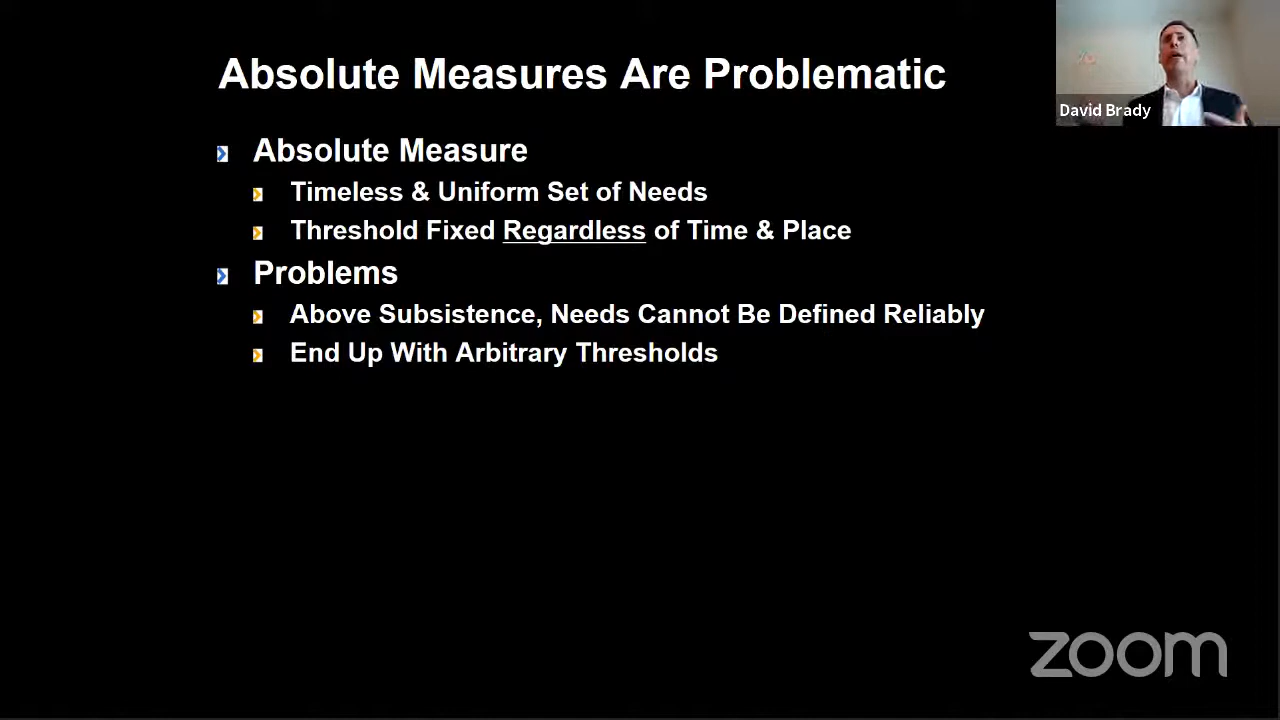 Absolute Measures Are Problematic
David Brady
Absolute Measure
Timeless & Uniform Set of Needs
Threshold Fixed Regardless of Time & Place
Problems
Above Subsistence, Needs Cannot Be Defined Reliably
End Up With Arbitrary Thresholds
zoom